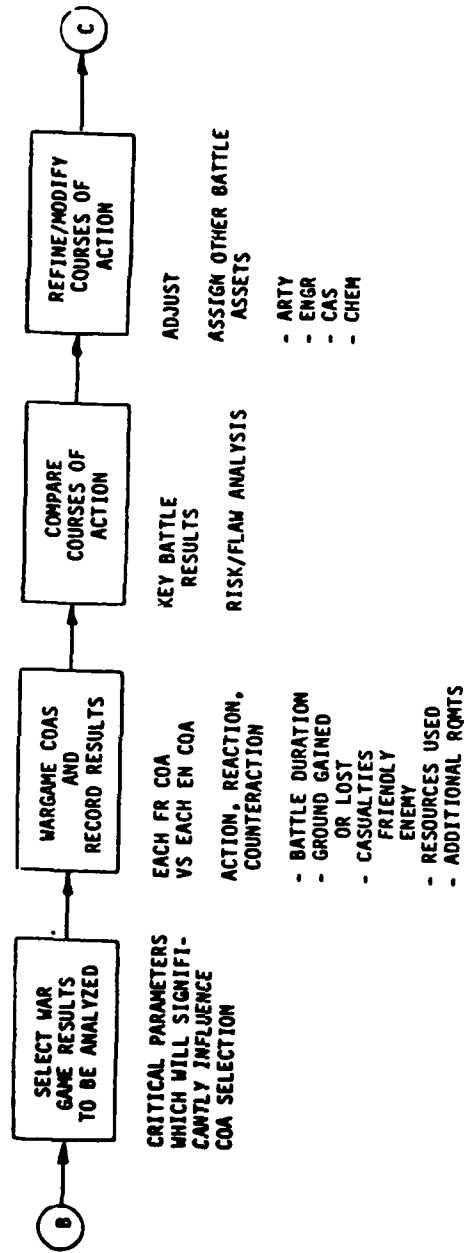 B
SELECT WAR
GAME RESULTS
TO BE ANALYZED
CRITICAL PARAMETERS
WHICH WILL SIGNIFI-
CANTLY INFLUENCE
COA SELECTION
WARGAME COAS
AND
RECORD RESULTS
EACH FR COA
VS EACH EN COA
ACTION, REACTION,
COUNTERACTION
- BATTLE DURATION
- GROUND GAINED
OR LOST
- CASUALTIES
FRIENDLY
ENEMY
- RESOURCES USED
- ADDITIONAL RQMTS
COMPARE
COURSES OF
ACTION
KEY BATTLE
RESULTS
RISK/FLAW ANALYSIS
REFINE/MODIFY
COURSES OF
ACTION
ADJUST
ASSIGN OTHER BATTLE
ASSETS
- ARTY
- ENGR
- CAS
- CHEM
C